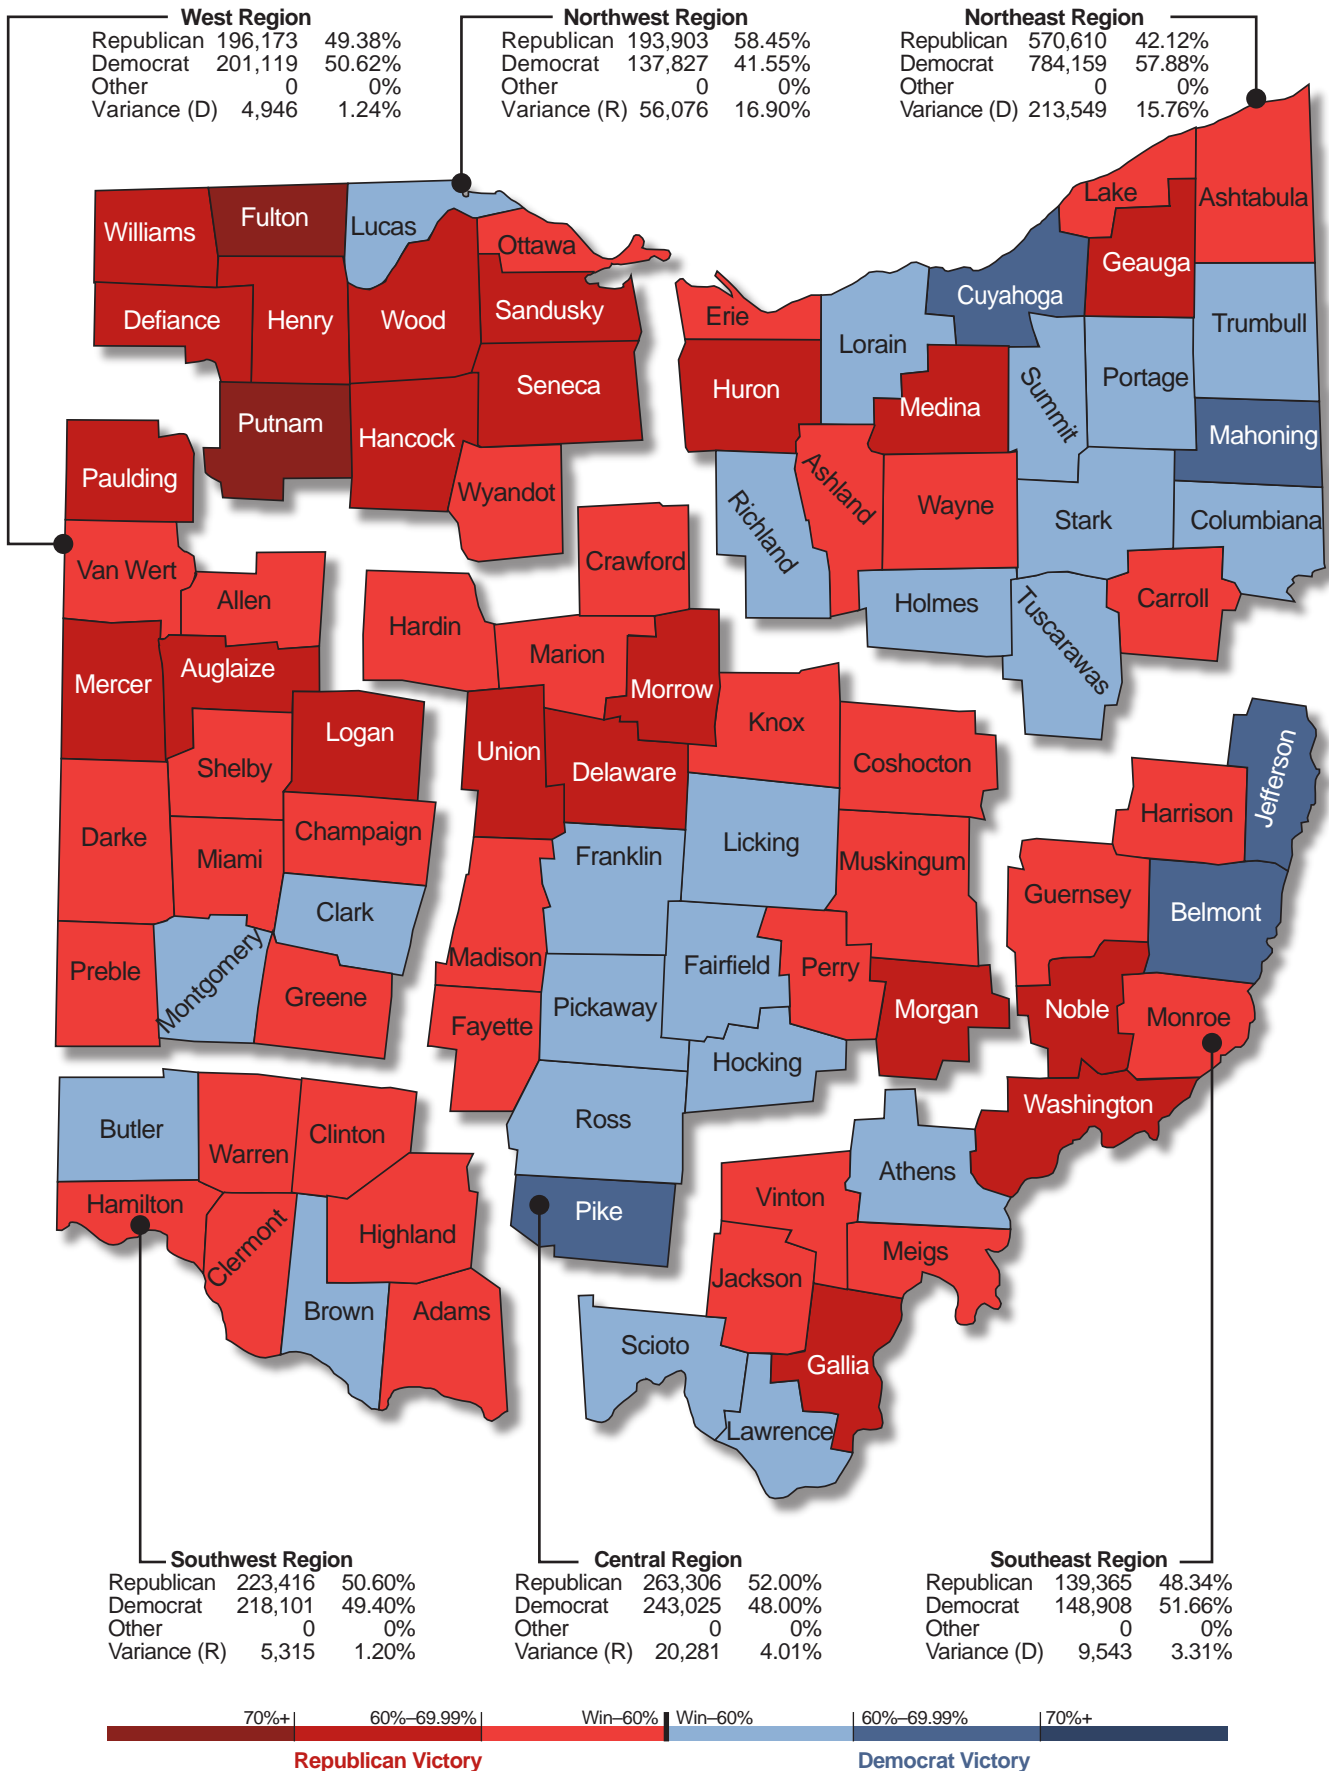 West Region
Republican 196,173 49.38%
Democrat 201,119 50.62%
Other 0 0%
Variance (D) 4,946 1.24%
Northwest Region
Republican 193,903 58.45%
Democrat 137,827 41.55%
Other 0 0%
Variance (R) 56,076 16.90%
Northeast Region
Republican 570,610 42.12%
Democrat 784,159 57.88%
Other 0 0%
Variance (D) 213,549 15.76%
Williams
Fulton
Lucas
Ottawa
Defiance
Henry
Wood
Sandusky
Seneca
Putnam
Hancock
Wyandot
Lake
Ashtabula
Geauga
Cuyahoga
Erie
Lorain
Trumbull
Huron
Medina
Summit
Portage
Mahoning
Richland
Ashland
Wayne
Stark
Columbiana
Holmes
Tuscarawas
Carroll
Paulding
Van Wert
Allen
Mercer
Auglaize
Logan
Shelby
Darke
Miami
Champaign
Clark
Preble
Montgomery
Greene
Crawford
Hardin
Marion
Morrow
Knox
Union
Delaware
Coshocton
Licking
Franklin
Muskingum
Madison
Fairfield
Perry
Pickaway
Fayette
Morgan
Hocking
Ross
Pike
Jefferson
Harrison
Guernsey
Belmont
Noble
Monroe
Washington
Athens
Vinton
Meigs
Jackson
Scioto
Gallia
Lawrence
Butler
Warren
Clinton
Hamilton
Clermont
Highland
Brown
Adams
Southwest Region
Republican 223,416 50.60%
Democrat 218,101 49.40%
Other 0 0%
Variance (R) 5,315 1.20%
Central Region
Republican 263,306 52.00%
Democrat 243,025 48.00%
Other 0 0%
Variance (R) 20,281 4.01%
Southeast Region
Republican 139,365 48.34%
Democrat 148,908 51.66%
Other 0 0%
Variance (D) 9,543 3.31%
70%+ 60%–69.99% Win–60% Win–60% 60%–69.99% 70%+
Republican Victory Democrat Victory